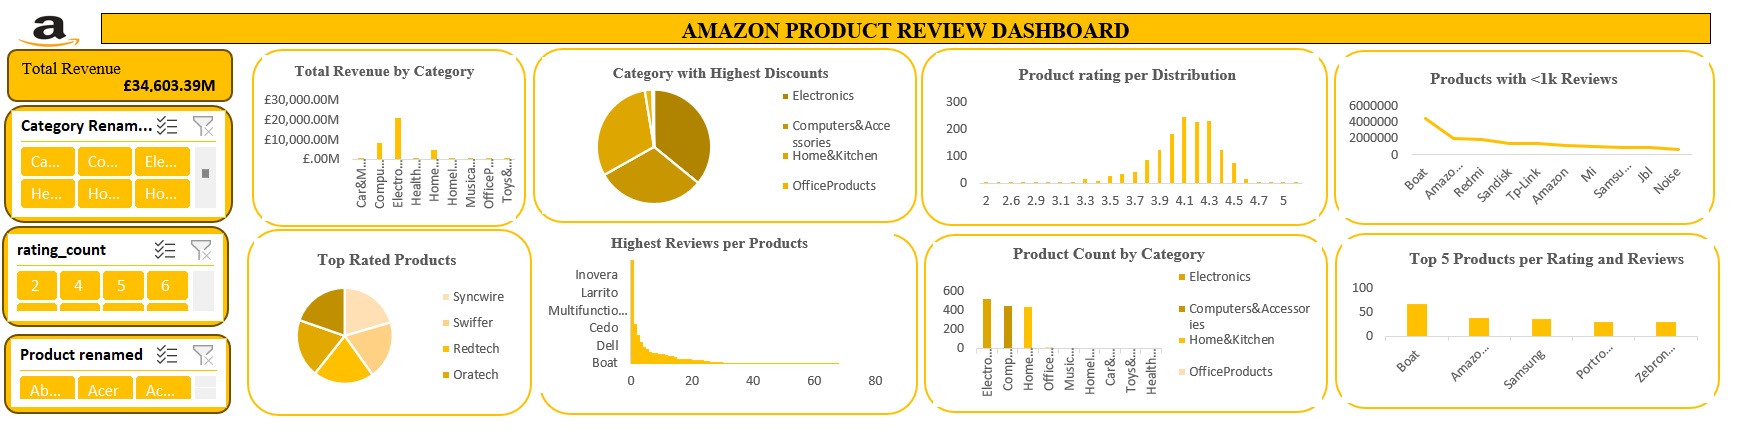 a
AMAZON PRODUCT REVIEW DASHBOARD
Total Revenue
£34,603.39M
Category Renam...
Ca...
Co...
Ele...
He...
Ho...
Ho...
rating_count
2
4
5
6
Product renamed
Ab...
Acer
Ac...
Total Revenue by Category
£30,000.00M
£20,000.00M
£10,000.00M
£.00M
Car&M...
Compu...
Electro...
Health...
Home...
Homel...
Musica...
OfficeP...
Toys&...
Category with Highest Discounts
Electronics
Computers&Acce
ssories
Home&Kitchen
OfficeProducts
Product rating per Distribution
300
200
100
0
2
2.6
2.9
3.1
3.3
3.5
3.7
3.9
4.1
4.3
4.5
4.7
5
Products with <1k Reviews
6000000
4000000
2000000
0
Boat
Amazo...
Redmi
Sandisk
Tp-Link
Amazon
Mi
Samsu...
Jbl
Noise
Top Rated Products
Syncwire
Swiffer
Redtech
Oratech
Highest Reviews per Products
Inovera
Larrito
Multifunctio...
Cedo
Dell
Boat
0
20
40
60
80
Product Count by Category
600
400
200
0
Electro...
Comp...
Home...
Office...
Music...
Homel...
Car&...
Toys&...
Health...
Electronics
Computers&Accessor
ies
Home&Kitchen
OfficeProducts
Top 5 Products per Rating and Reviews
100
50
0
Boat
Amazo...
Samsung
Portro...
Zebron...